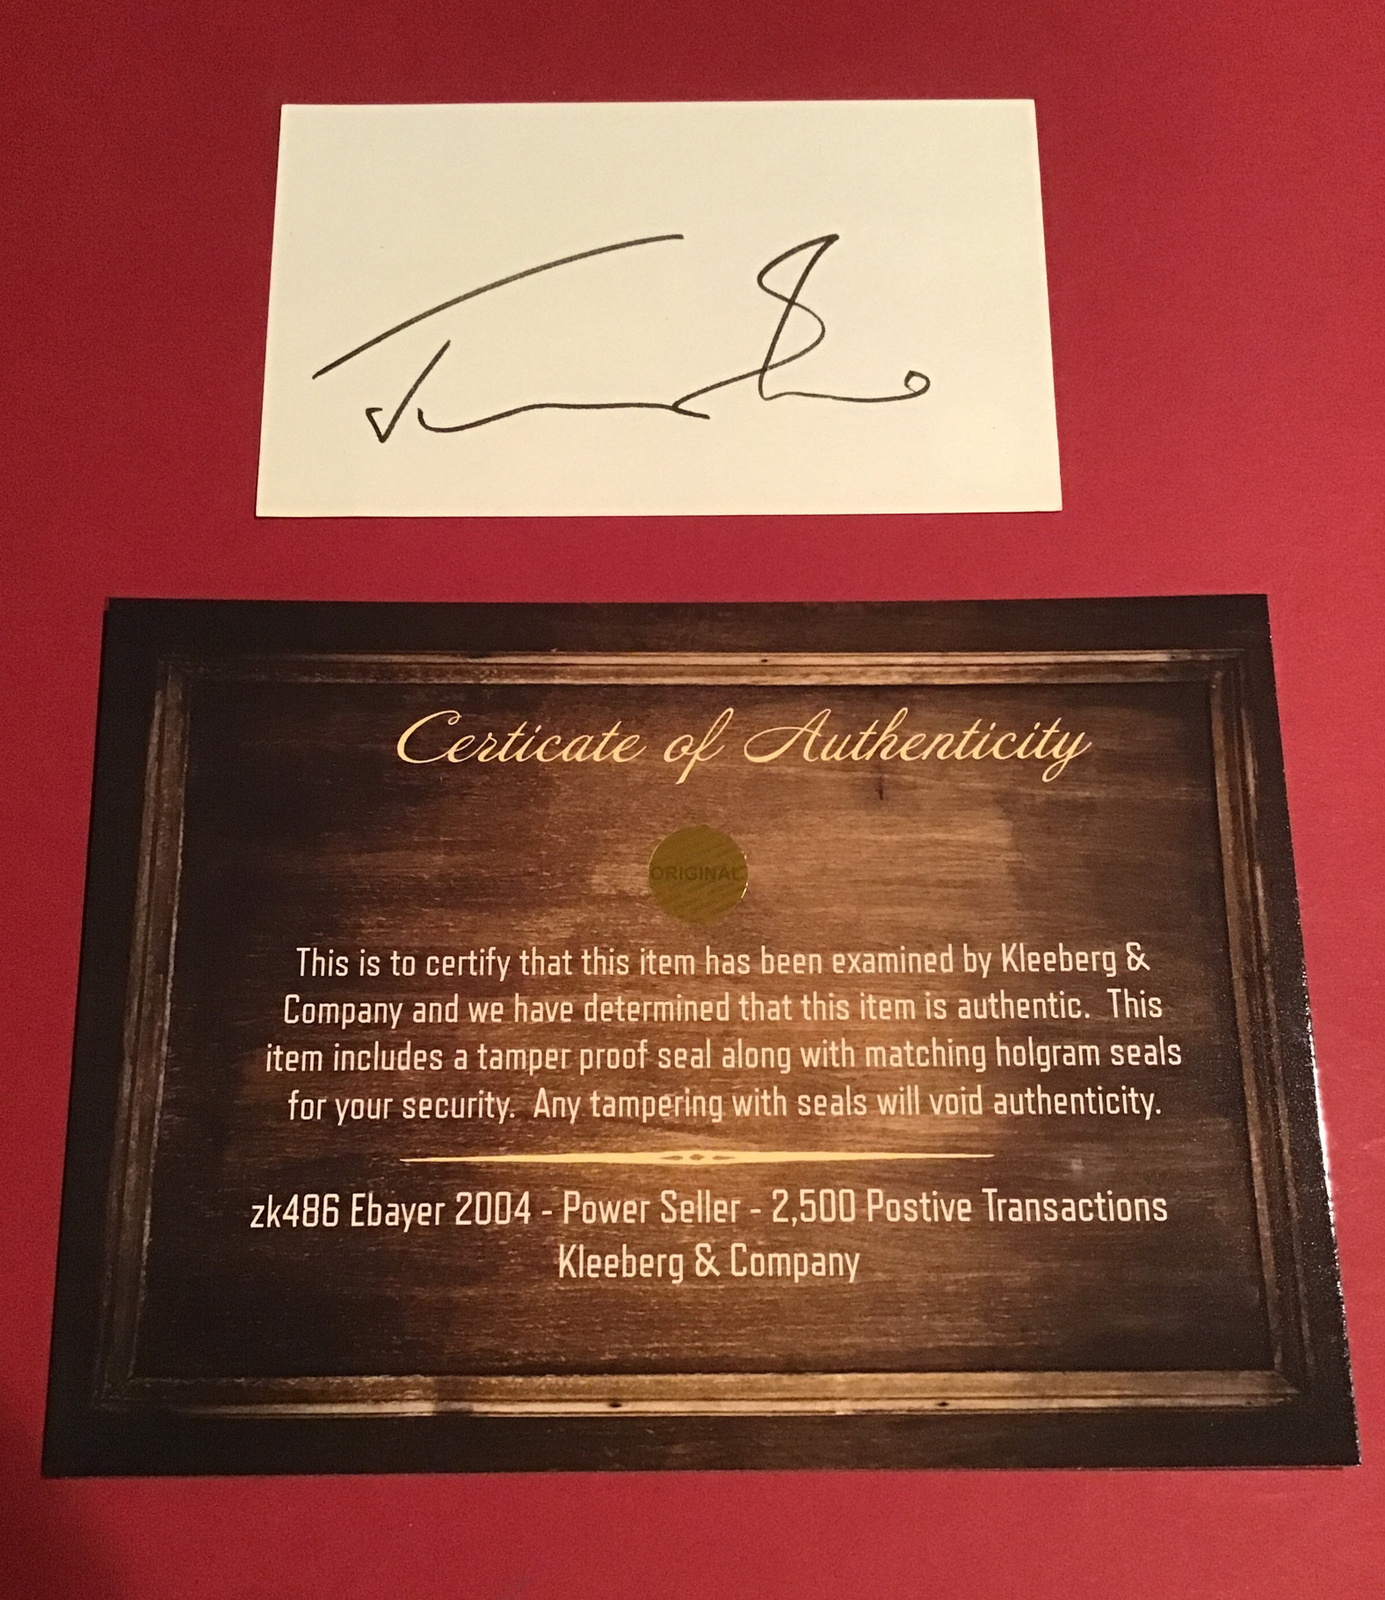 Certicate of Authenticity
ORIGINAL
This is to certify that this item has been examined by Kleeberg &
Company and we have determined that this item is authentic.  This
item includes a tamper proof seal along with matching holgram seals
for your security.  Any tampering with seals will void authenticity.
zk486 Ebayer 2004 - Power Seller - 2,500 Postive Transactions
Kleeberg & Company